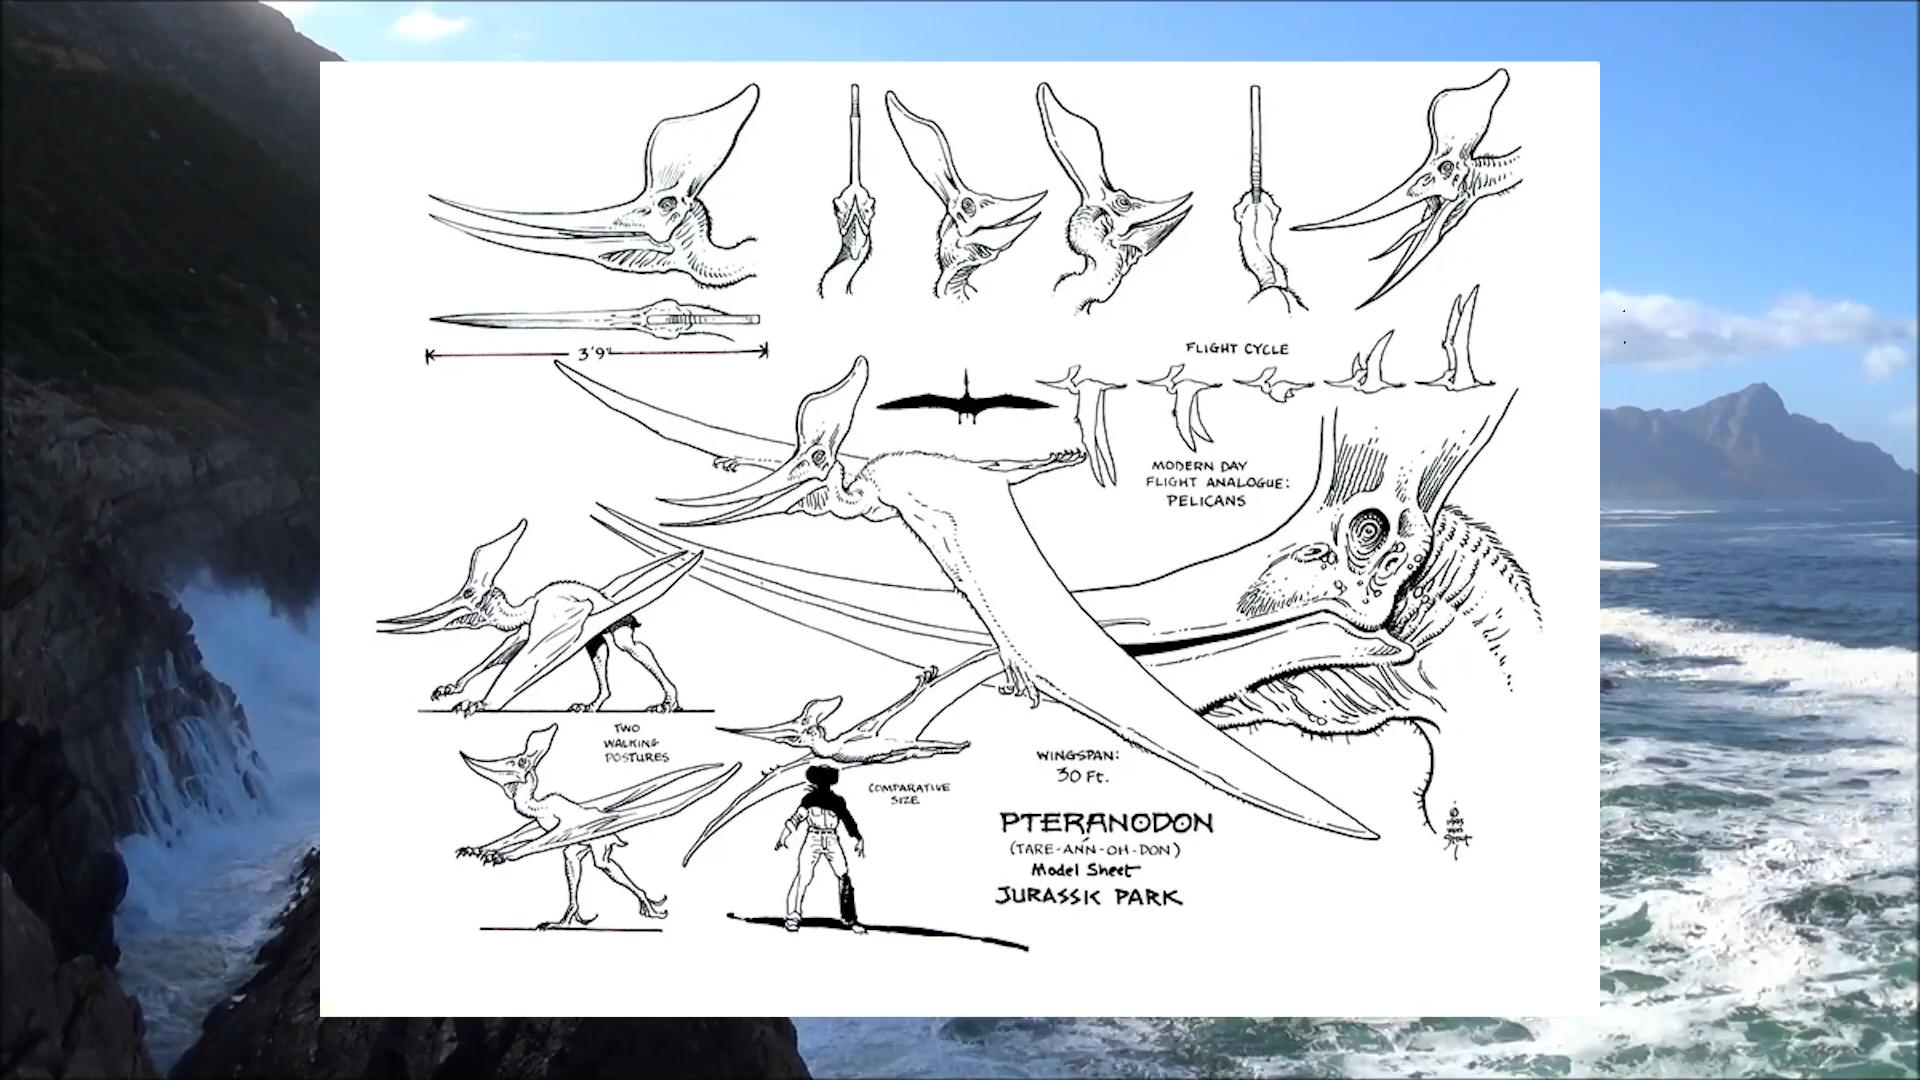 3'9"
FLIGHT CYCLE
MODERN DAY
FLIGHT ANALOGUE:
PELICANS
TWO
WALKING
POSTURES
COMPARATIVE
SIZE
WINGSPAN:
30 Ft.
PTERANODON
(TARE-ANN-OH-DON)
Model Sheet
JURASSIC PARK